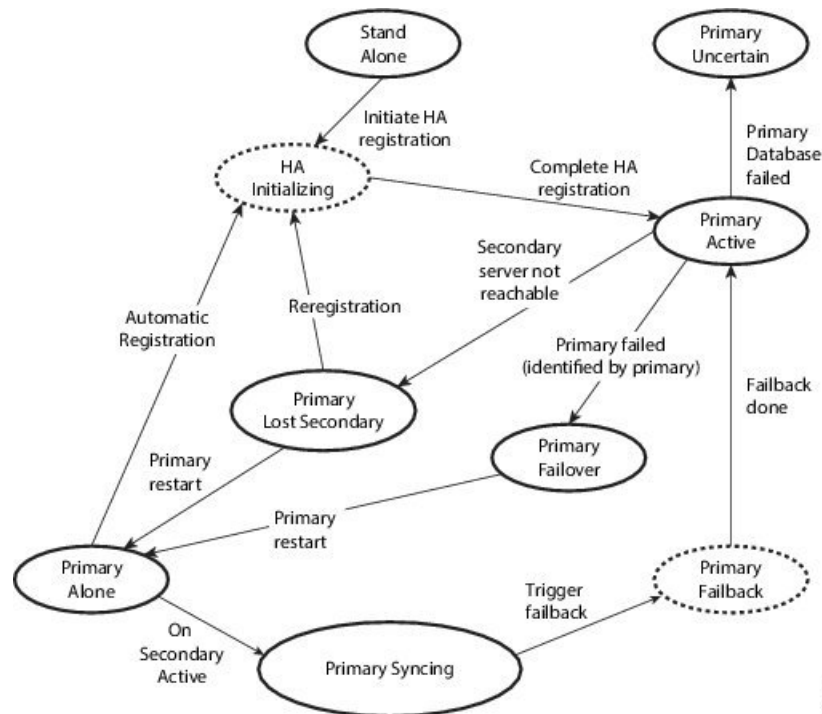 Stand
Alone
Primary
Uncertain
Initiate HA
registration
Primary
Database
failed
HA
Initializing
Complete HA
registration
Primary
Active
Secondary
server not
reachable
Automatic
Registration
Reregistration
Primary failed
(identified by primary)
Failback
done
Primary
Lost Secondary
Primary
Failover
Primary
restart
Primary
restart
Primary
Alone
Primary
Failback
Trigger
failback
On
Secondary
Active
Primary Syncing